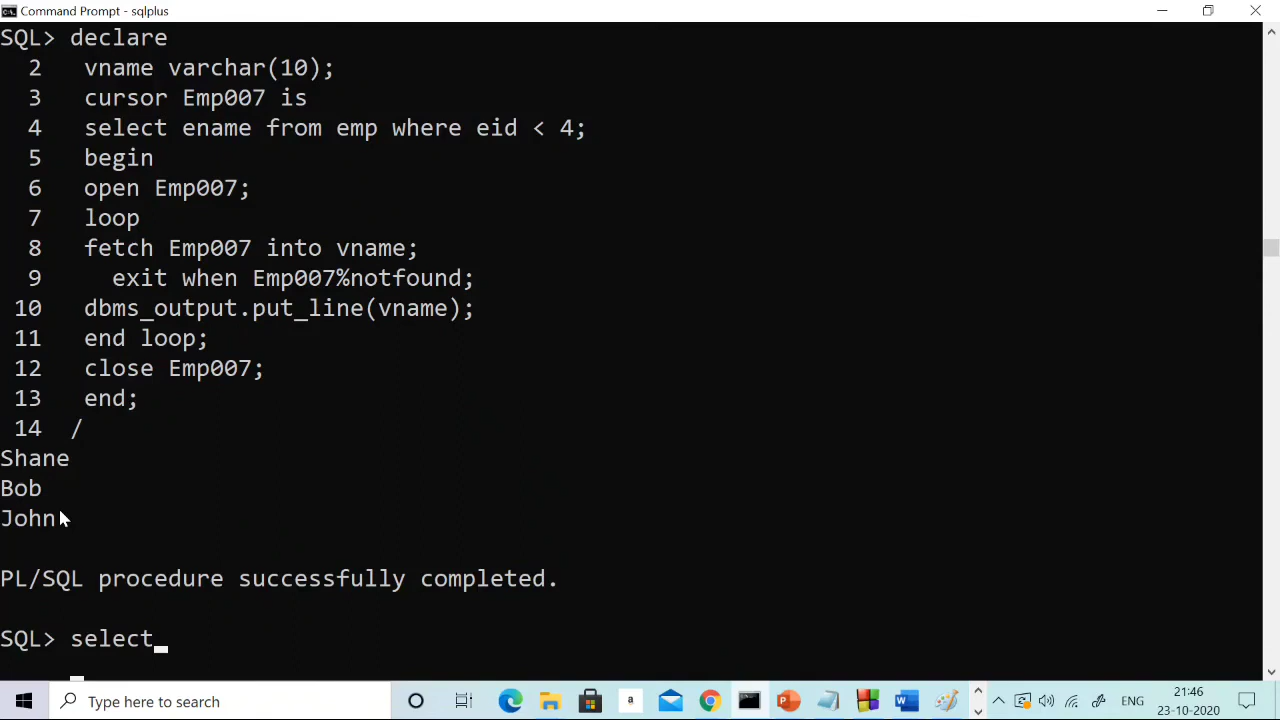 Command Prompt - sqlplus
SQL> declare
2 vname varchar(10);
3 cursor Emp007 is
4 select ename from emp where eid < 4;
5 begin
6 open Emp007;
7 loop
8 fetch Emp007 into vname;
9 exit when Emp007%notfound;
10 dbms_output.put_line(vname);
11 end loop;
12 close Emp007;
13 end;
14 /
Shane
Bob
John
PL/SQL procedure successfully completed.
SQL> select
Type here to search
a
ENG
21:46
23-10-2020